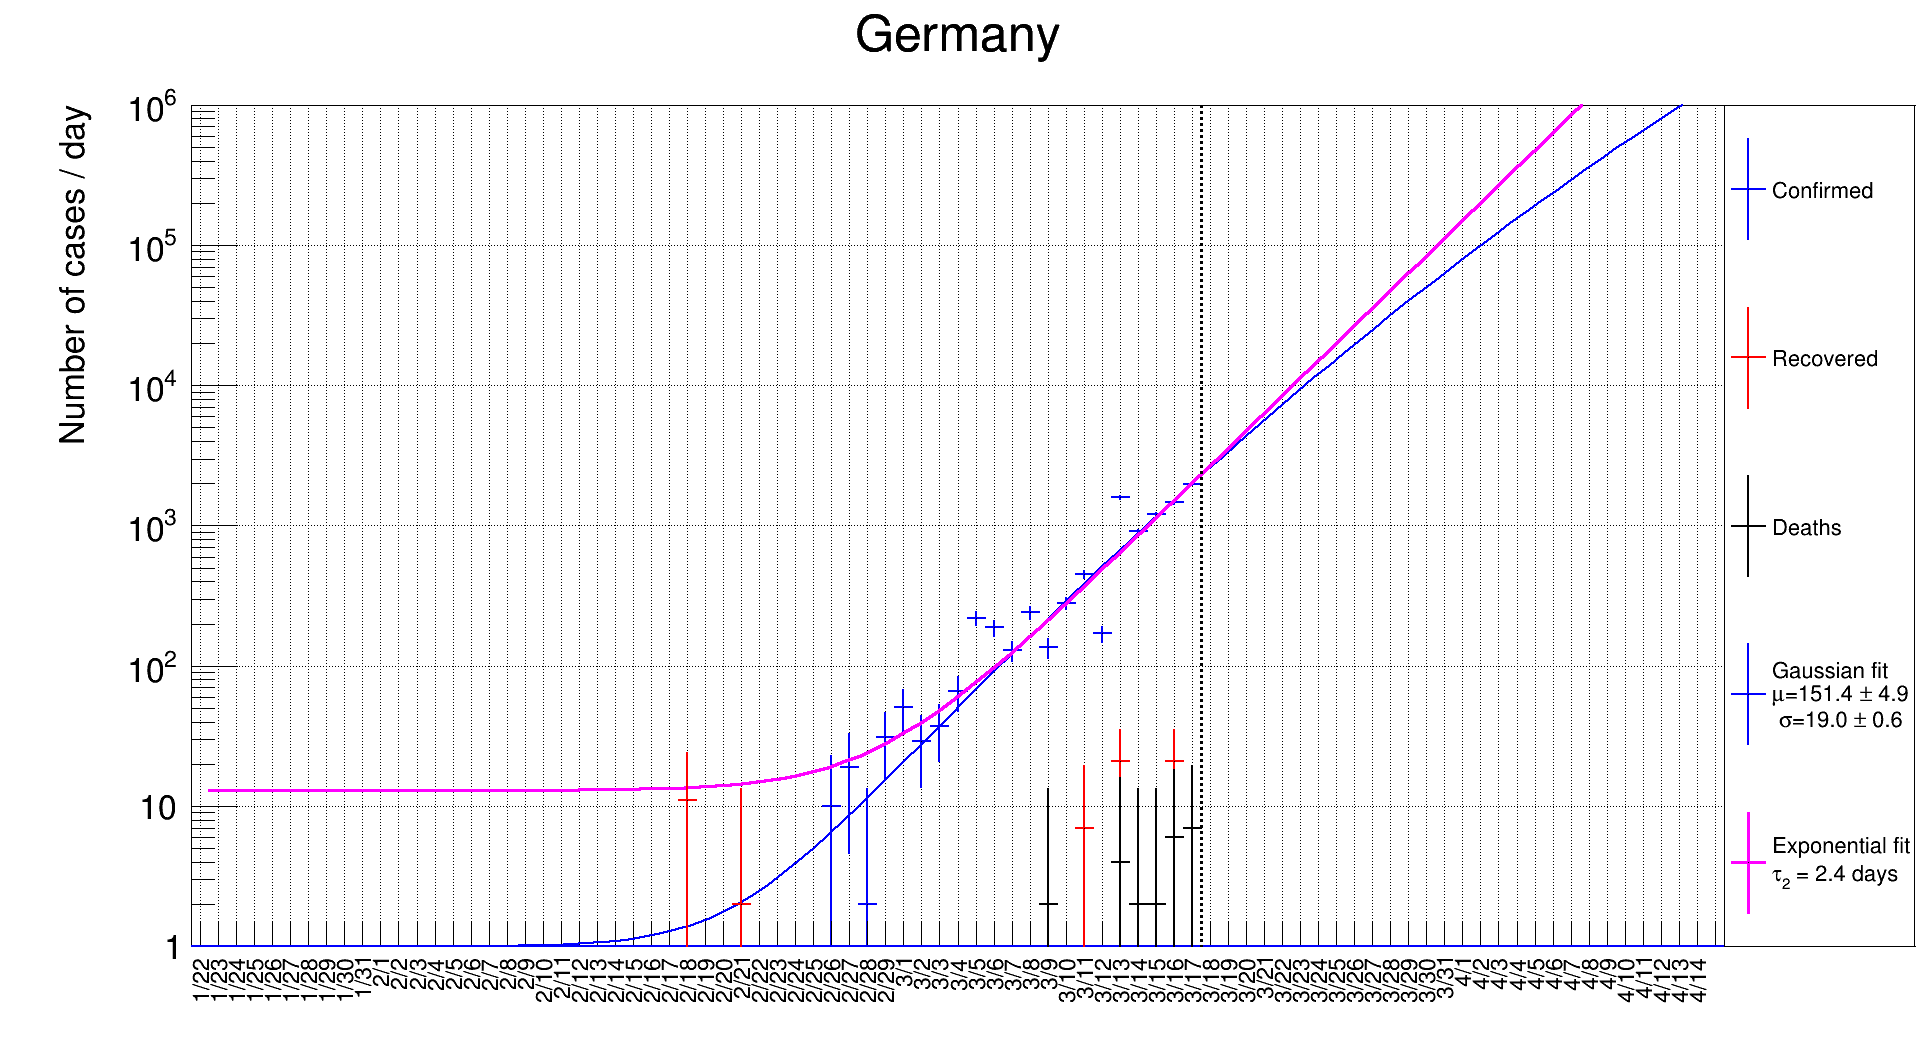 Germany
Number of cases / day
10⁶
10⁵
10⁴
10³
10²
10
1
1/22 1/23 1/24 1/25 1/26 1/27 1/28 1/29 1/30 1/31 2/1 2/2 2/3 2/4 2/5 2/6 2/7 2/8 2/9 2/10 2/11 2/12 2/13 2/14 2/15 2/16 2/17 2/18 2/19 2/20 2/21 2/22 2/23 2/24 2/25 2/26 2/27 2/28 2/29 3/1 3/2 3/3 3/4 3/5 3/6 3/7 3/8 3/9 3/10 3/11 3/12 3/13 3/14 3/15 3/16 3/17 3/18 3/19 3/20 3/21 3/22 3/23 3/24 3/25 3/26 3/27 3/28 3/29 3/30 3/31 4/1 4/2 4/3 4/4 4/5 4/6 4/7 4/8 4/9 4/10 4/11 4/12 4/13 4/14
Confirmed
Recovered
Deaths
Gaussian fit
μ=151.4 ± 4.9
σ=19.0 ± 0.6
Exponential fit
τ₂ = 2.4 days